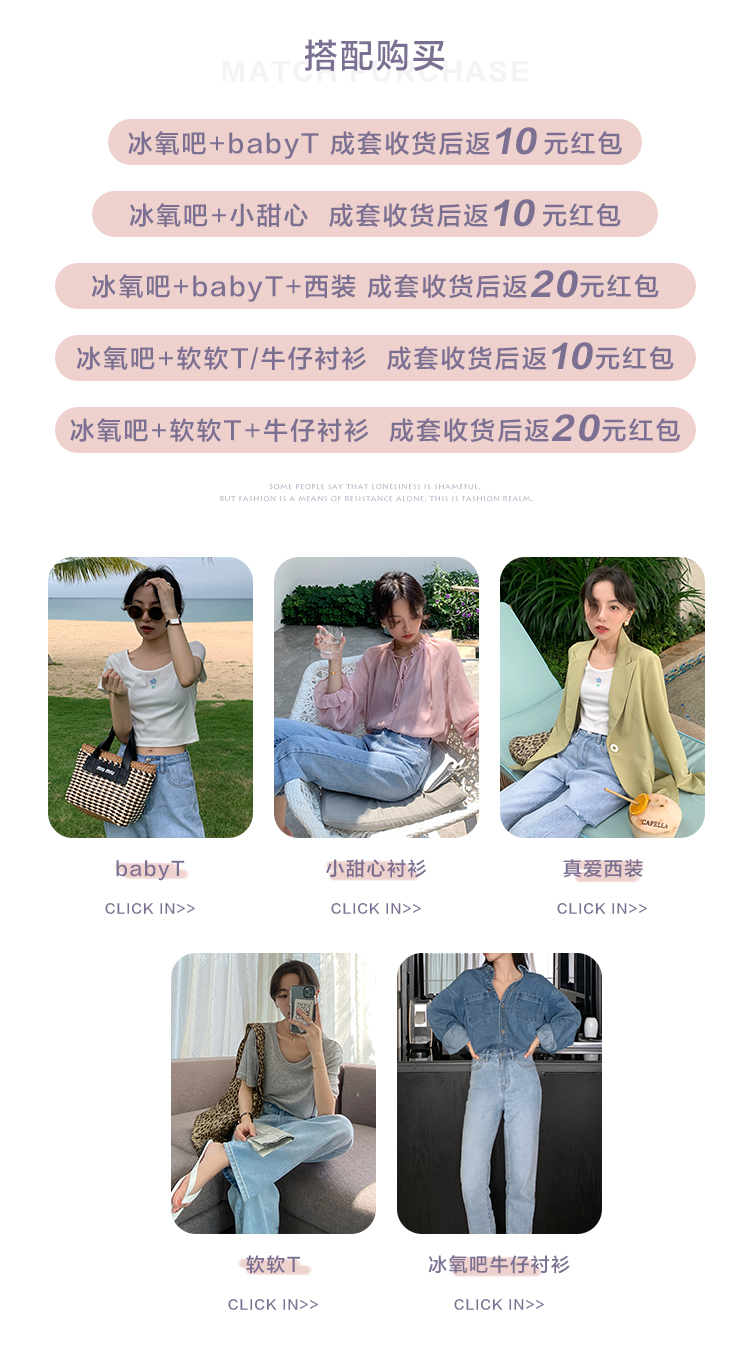 搭配购买
MATCH PURCHASE
冰氧吧+babyT 成套收货后返10元红包
冰氧吧+小甜心 成套收货后返10元红包
冰氧吧+babyT+西装 成套收货后返20元红包
冰氧吧+软软T/牛仔衬衫 成套收货后返10元红包
冰氧吧+软软T+牛仔衬衫 成套收货后返20元红包
SOME PEOPLE SAY THAT LONELINESS IS SHAMEFUL,
BUT FASHION IS A MEANS OF RESISTANCE ALONE, THIS IS FASHION REALM.
miu miu
CAPELLA
babyT
小甜心衬衫
真爱西装
CLICK IN>>
CLICK IN>>
CLICK IN>>
软软T
冰氧吧牛仔衬衫
CLICK IN>>
CLICK IN>>